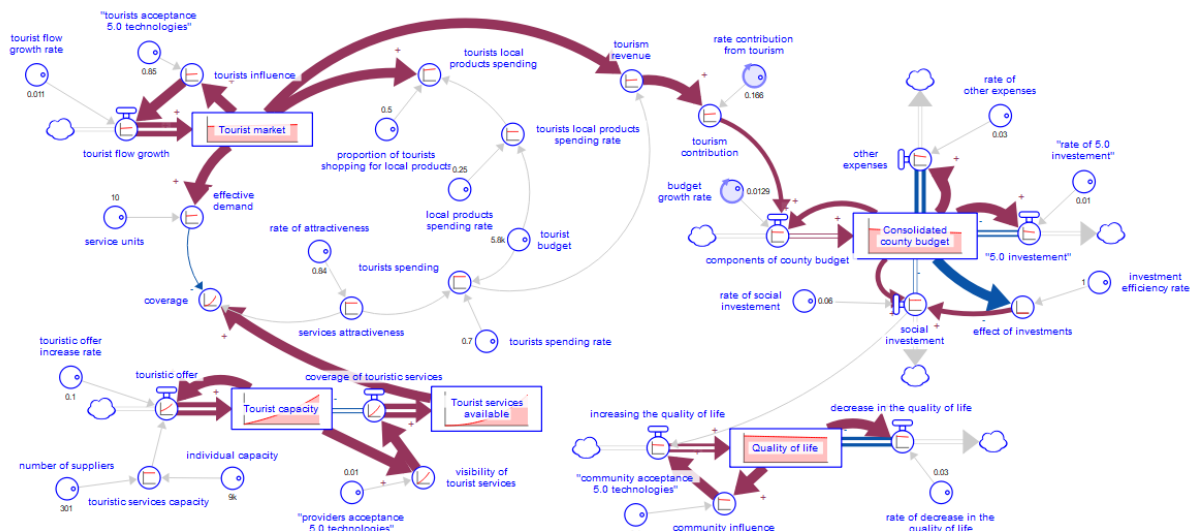 "tourists acceptance
5.0 technologies"
tourist flow
growth rate
0.85
0.011
tourists influence
+
Tourist market
tourist flow growth
+
effective
demand
10
service units
-
coverage
tourists local
products spending
+
0.5
proportion of tourists
shopping for local products
tourists local
products spending rate
0.25
local products
spending rate
5.8k
tourist
budget
rate of attractiveness
0.84
tourists spending
services attractiveness
0.7
tourists spending rate
tourism
revenue
+
rate contribution
from tourism
+
0.166
tourism
contribution
budget
growth rate
0.0129
+
+
components of county budget
+
Consolidated
county budget
rate of
other expenses
0.03
other
expenses
+
-
"rate of 5.0
investement"
0.01
+
-
"5.0 investement"
rate of social
investement
0.06
-
+
+
social
investement
-
effect of investments
1
investment
efficiency rate
touristic offer
increase rate
0.1
touristic offer
+
+
Tourist capacity
-
coverage of touristic services
+
Tourist services
available
+
+
+
number of suppliers
301
touristic services capacity
individual capacity
9k
0.01
+
"providers acceptance
5.0 technologies"
visibility of
tourist services
increasing the quality of life
+
+
Quality of life
-
+
decrease in the quality of life
+
"community acceptance
5.0 technologies"
+
community influence
0.03
rate of decrease in the
quality of life